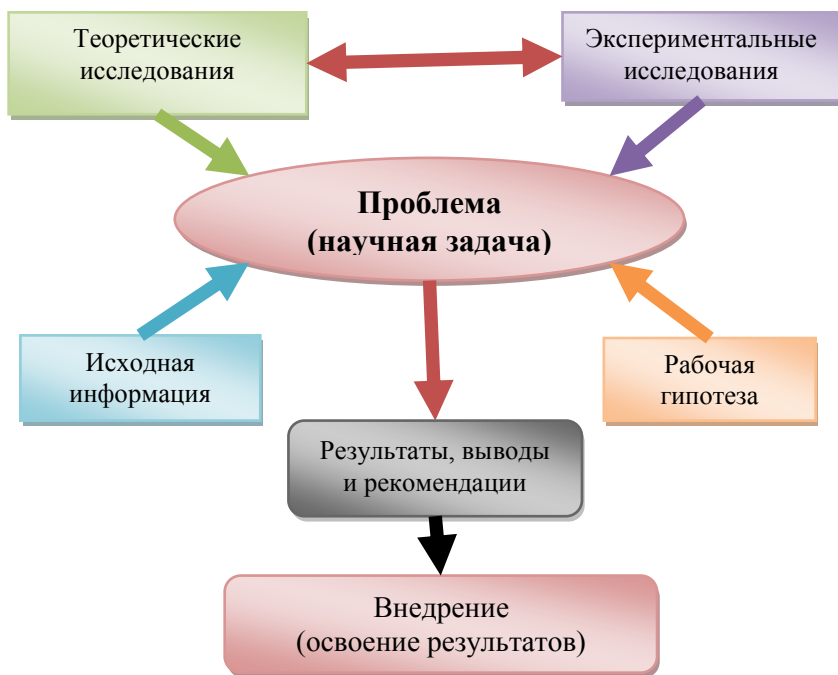 Теоретические
исследования
Экспериментальные
исследования
Проблема
(научная задача)
Исходная
информация
Рабочая
гипотеза
Результаты, выводы
и рекомендации
Внедрение
(освоение результатов)